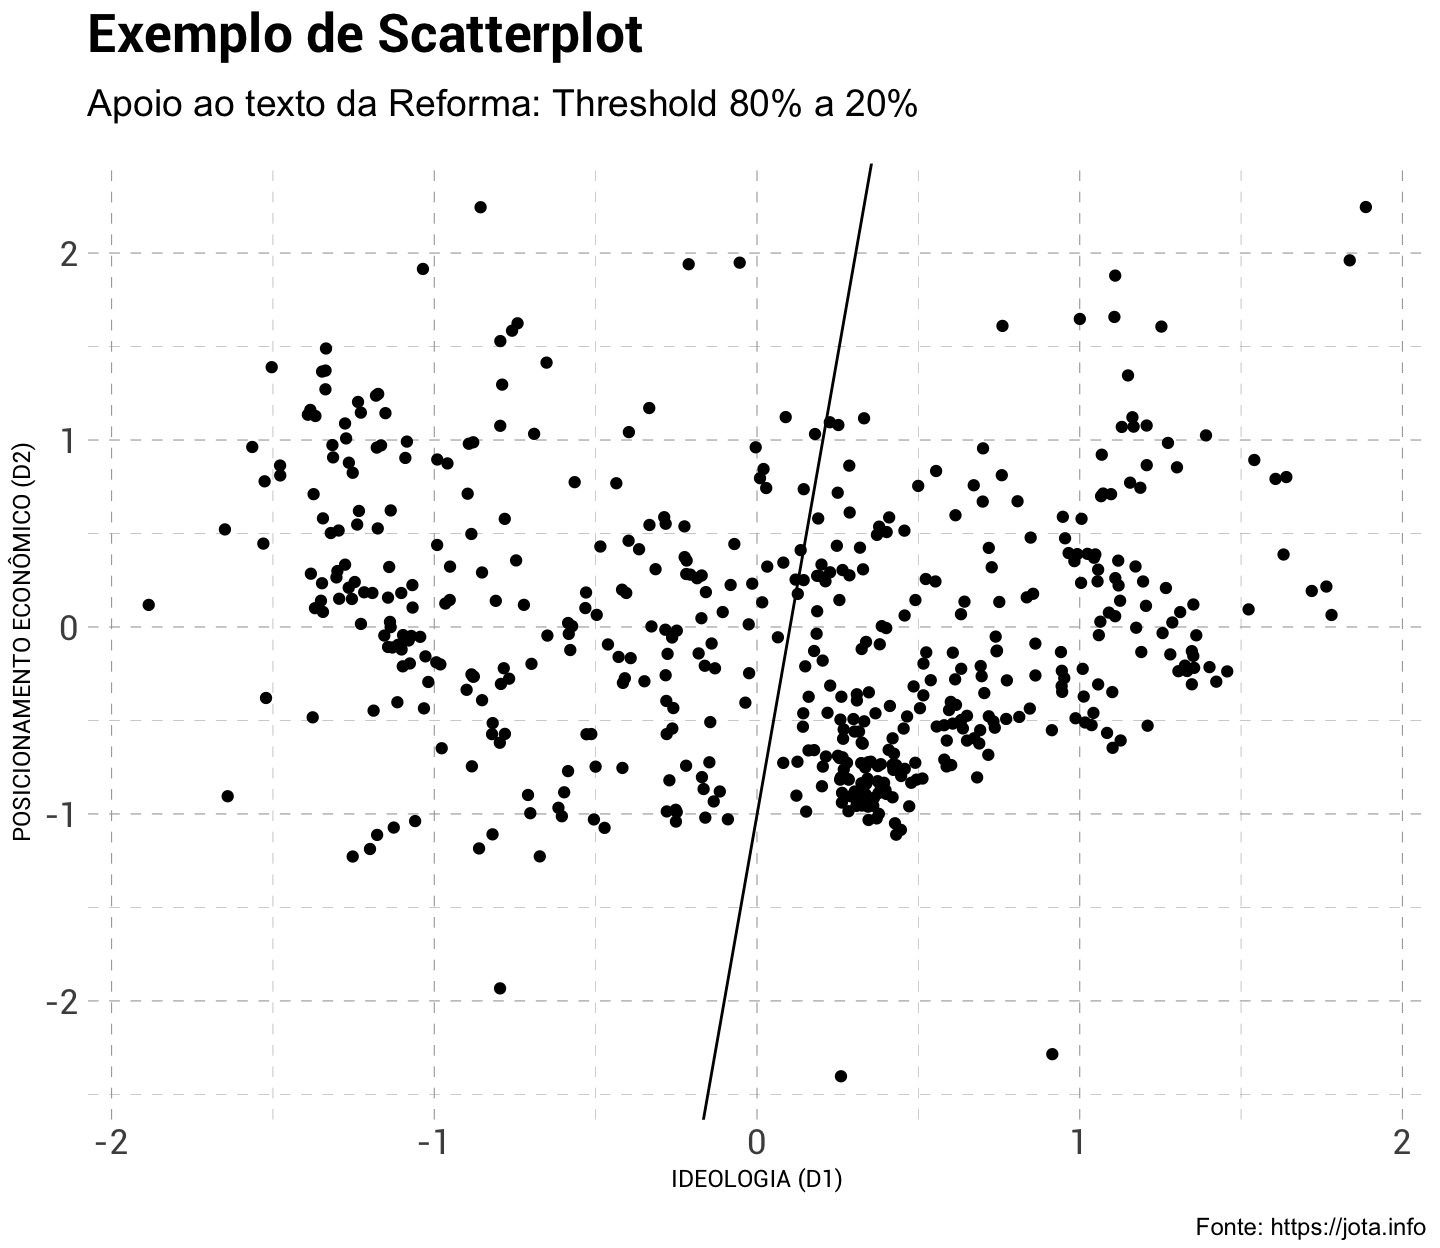 Exemplo de Scatterplot
Apoio ao texto da Reforma: Threshold 80% a 20%
POSICIONAMENTO ECONÔMICO (D2)
2
1
0
-1
-2
-2 -1 0 1 2
IDEOLOGIA (D1)
Fonte: https://jota.info